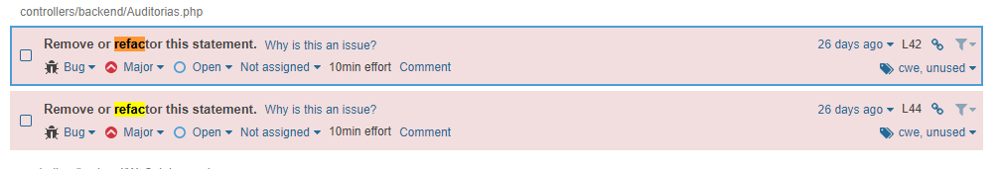 controllers/backend/Auditorias.php
Remove or refactor this statement. Why is this an issue? 26 days ago L42
Bug Major Open Not assigned 10min effort Comment cwe, unused
Remove or refactor this statement. Why is this an issue? 26 days ago L44
Bug Major Open Not assigned 10min effort Comment cwe, unused